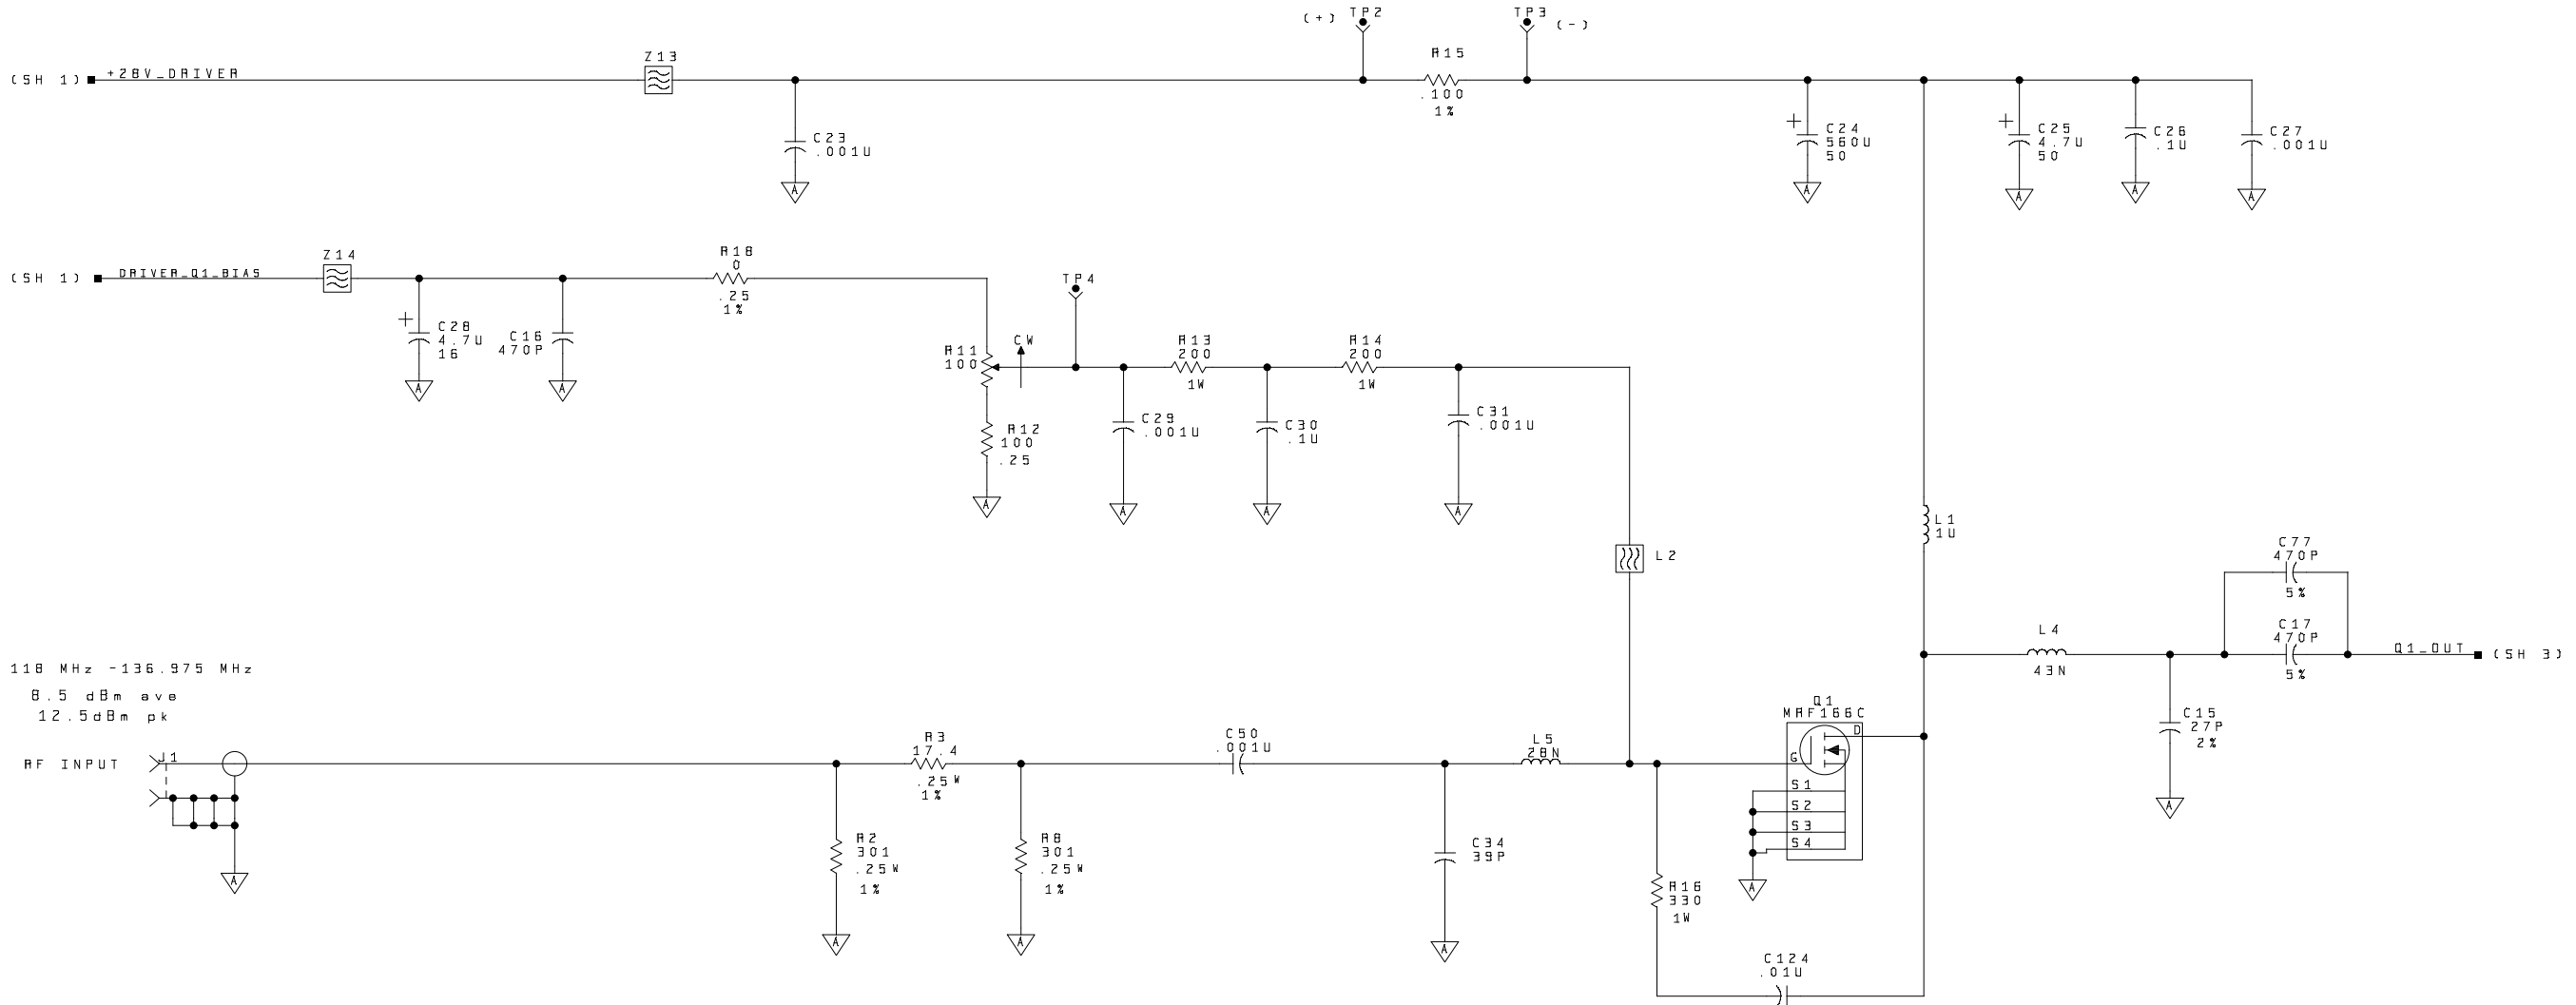 (+)
TP2
TP3
(-)
(SH 1)
+28V_DRIVER
Z13
R15
.100
1%
C23
.001U
A
+
C24
560U
50
A
+
C25
4.7U
50
A
C26
.1U
A
C27
.001U
A
(SH 1)
DRIVER_Q1_BIAS
Z14
R18
0
.25
1%
TP4
+
C28
4.7U
16
A
C16
470P
A
R11
100
CW
R13
200
1W
R14
200
1W
R12
100
.25
A
C29
.001U
A
C30
.1U
A
C31
.001U
A
L2
L1
1U
C77
470P
5%
L4
43N
C17
470P
5%
Q1_OUT
(SH 3)
C15
27P
2%
A
118 MHz -136.975 MHz
8.5 dBm ave
12.5dBm pk
RF INPUT
J1
A
R3
17.4
.25W
1%
R2
301
.25W
1%
A
R8
301
.25W
1%
A
C50
.001U
L5
28N
C34
39P
A
Q1
MRF166C
D
G
S1
S2
S3
S4
A
R16
330
1W
C124
.01U